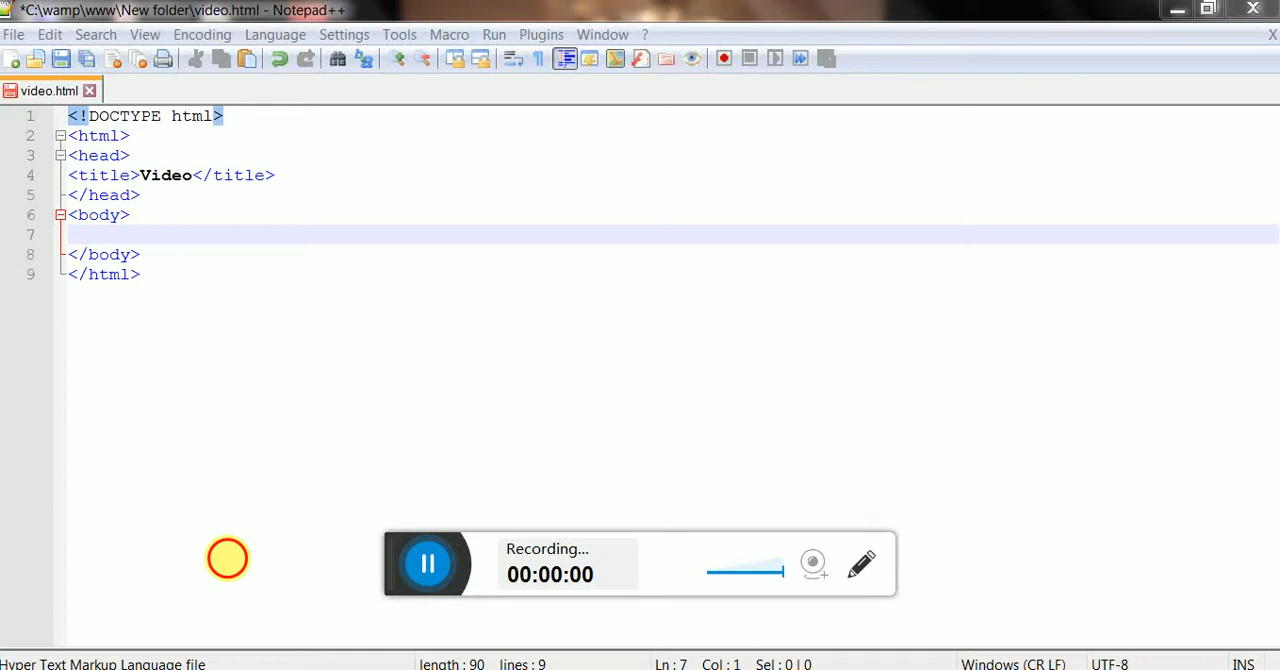 *C:\wamp\www\New folder\video.html - Notepad++
File Edit Search View Encoding Language Settings Tools Macro Run Plugins Window ? X
video.html
1 <!DOCTYPE html>
2 <html>
3 <head>
4 <title>Video</title>
5 </head>
6 <body>
7
8 </body>
9 </html>
Recording...
00:00:00
Hyper Text Markup Language file length : 90 lines : 9 Ln : 7 Col : 1 Sel : 0 | 0 Windows (CR LF) UTF-8 INS